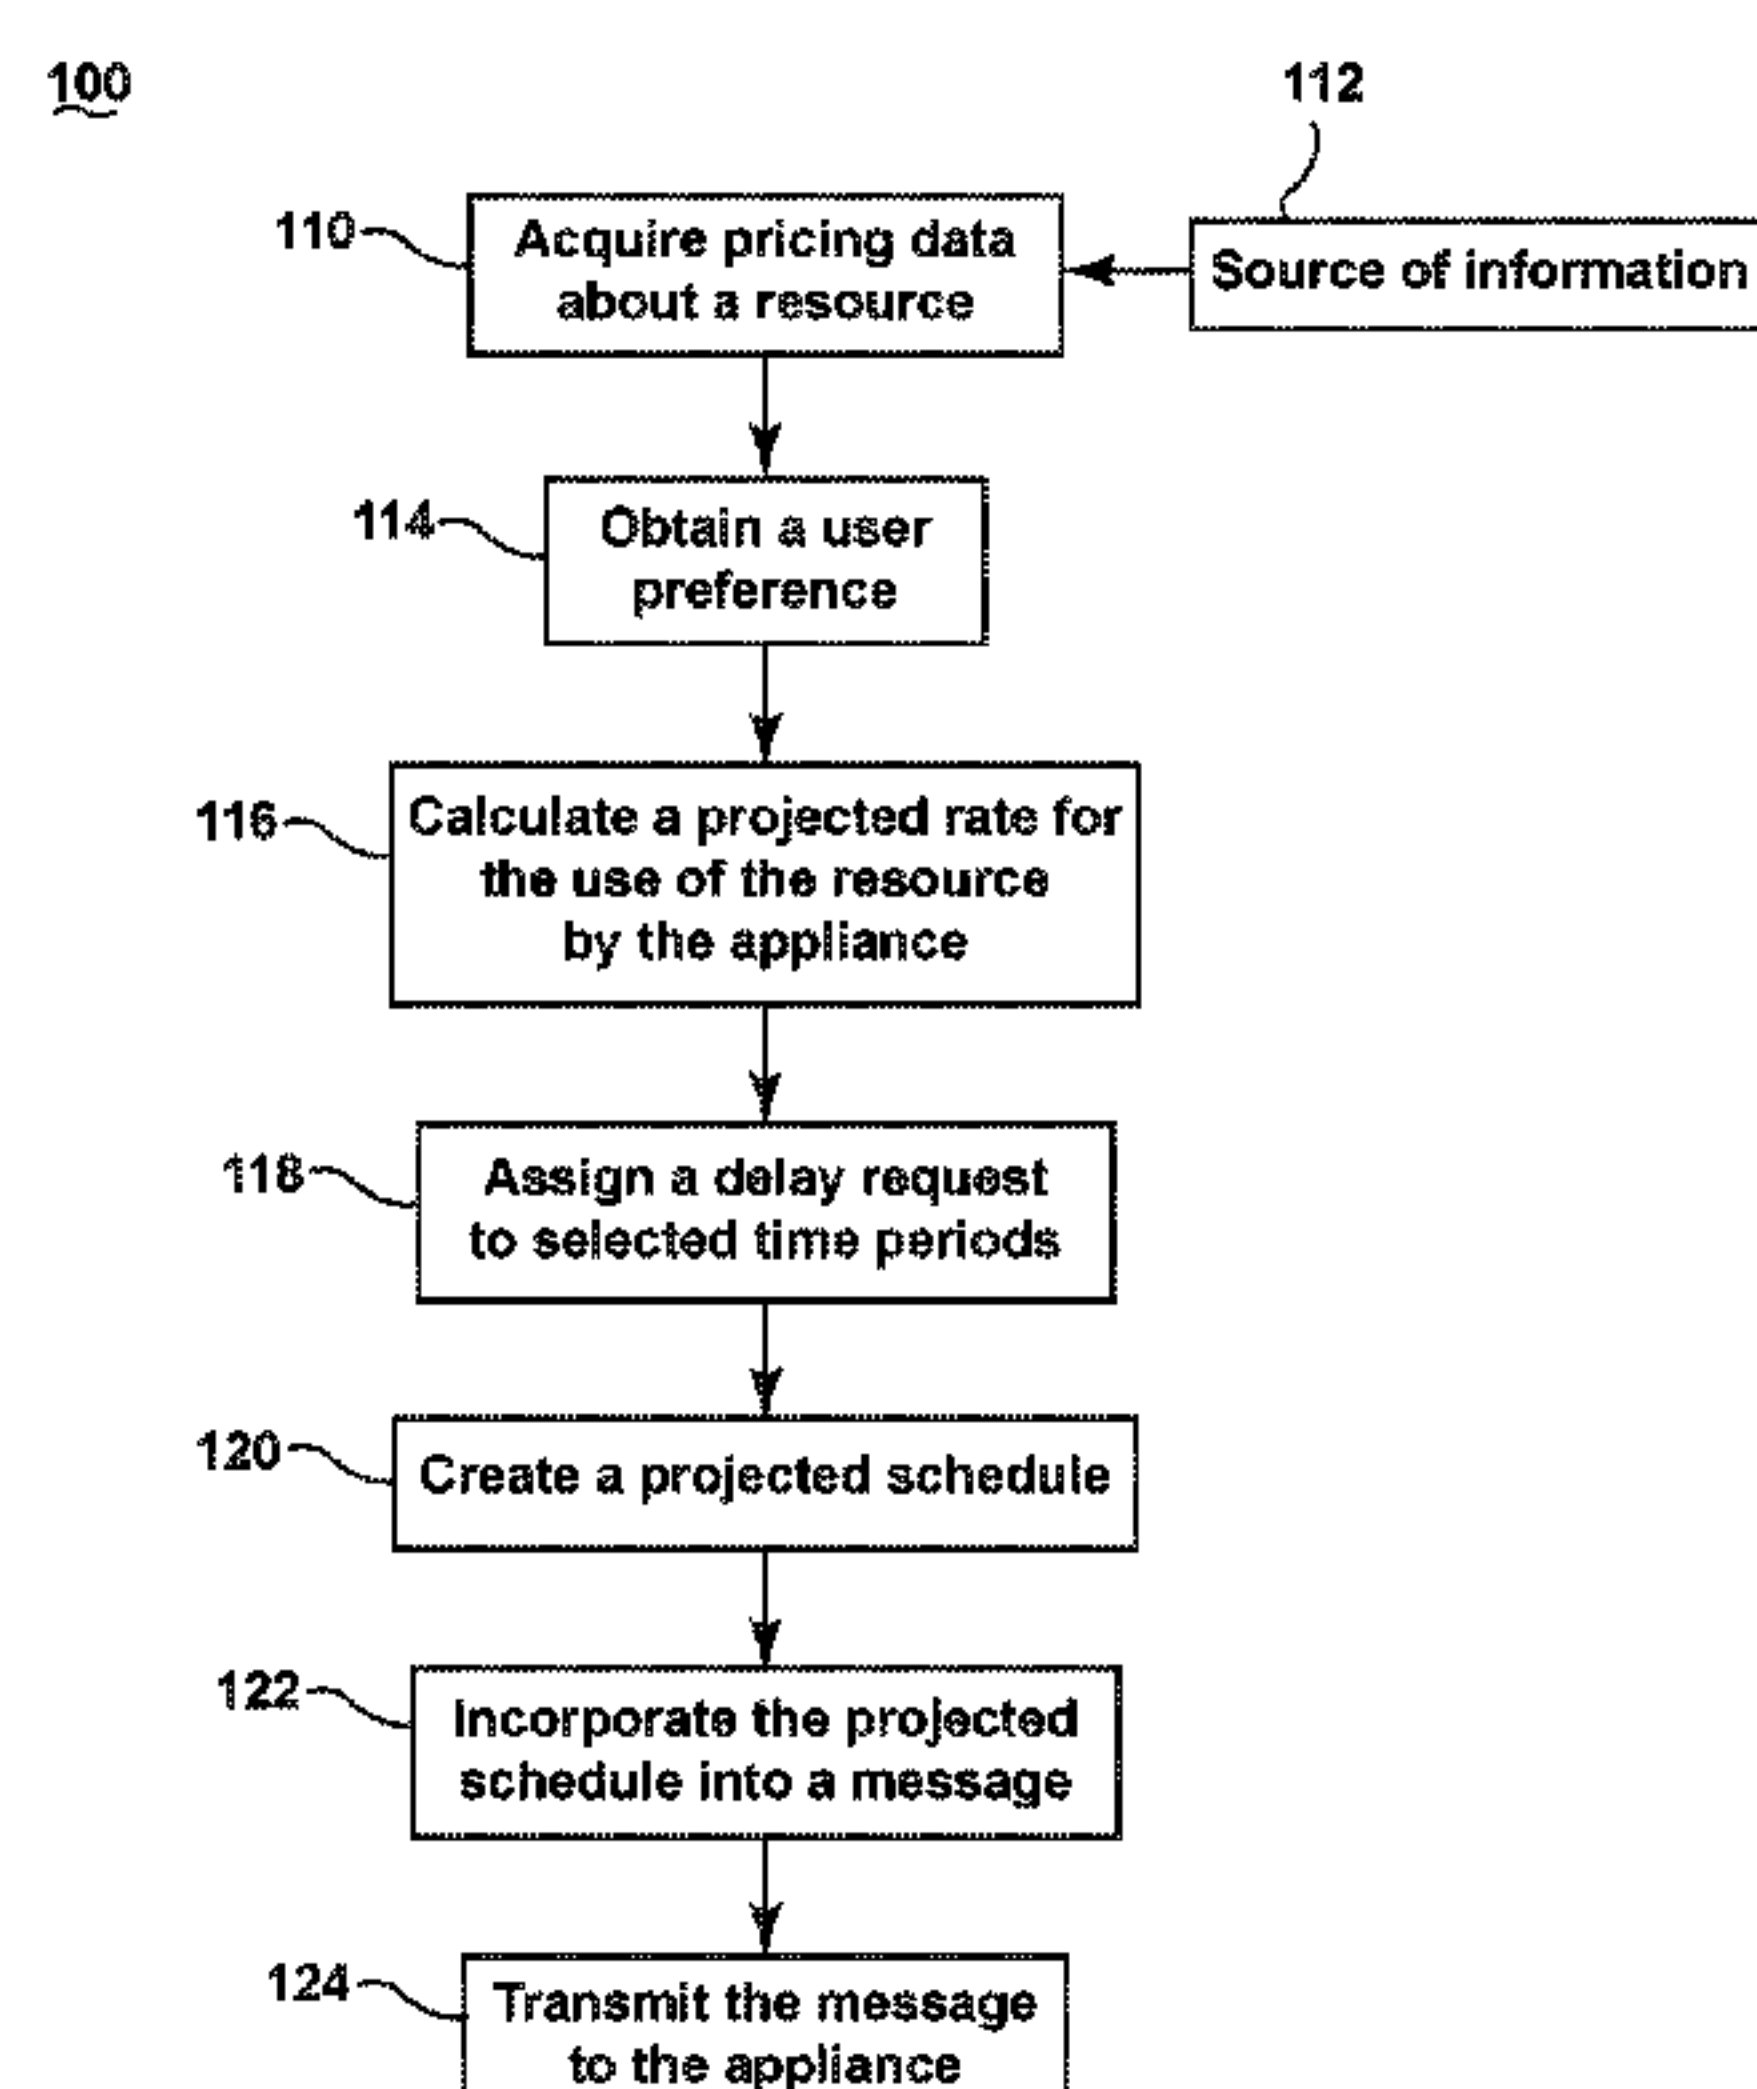 100
112
110
Acquire pricing data
about a resource
Source of information
114
Obtain a user
preference
116
Calculate a projected rate for
the use of the resource
by the appliance
118
Assign a delay request
to selected time periods
120
Create a projected schedule
122
Incorporate the projected
schedule into a message
124
Transmit the message
to the appliance